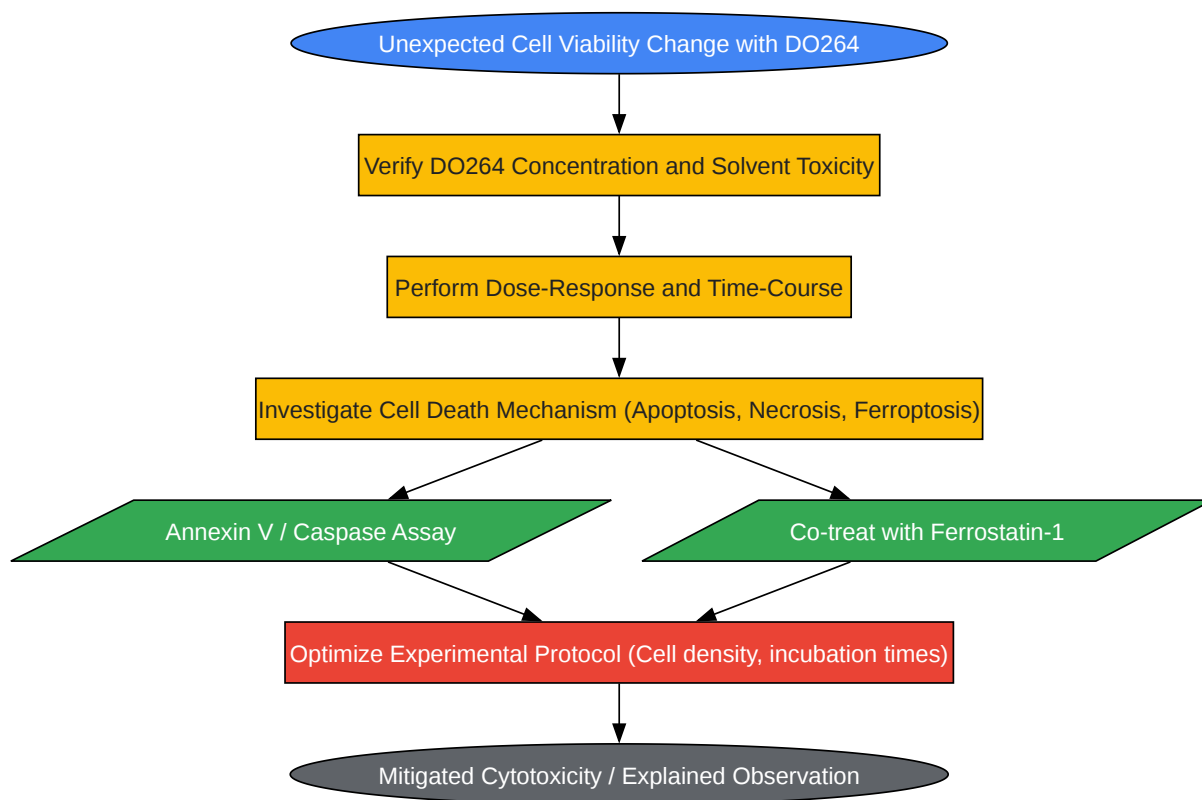 Unexpected Cell Viability Change with DO264
Verify DO264 Concentration and Solvent Toxicity
Perform Dose-Response and Time-Course
Investigate Cell Death Mechanism (Apoptosis, Necrosis, Ferroptosis)
Annexin V / Caspase Assay
Co-treat with Ferrostatin-1
Optimize Experimental Protocol (Cell density, incubation times)
Mitigated Cytotoxicity / Explained Observation